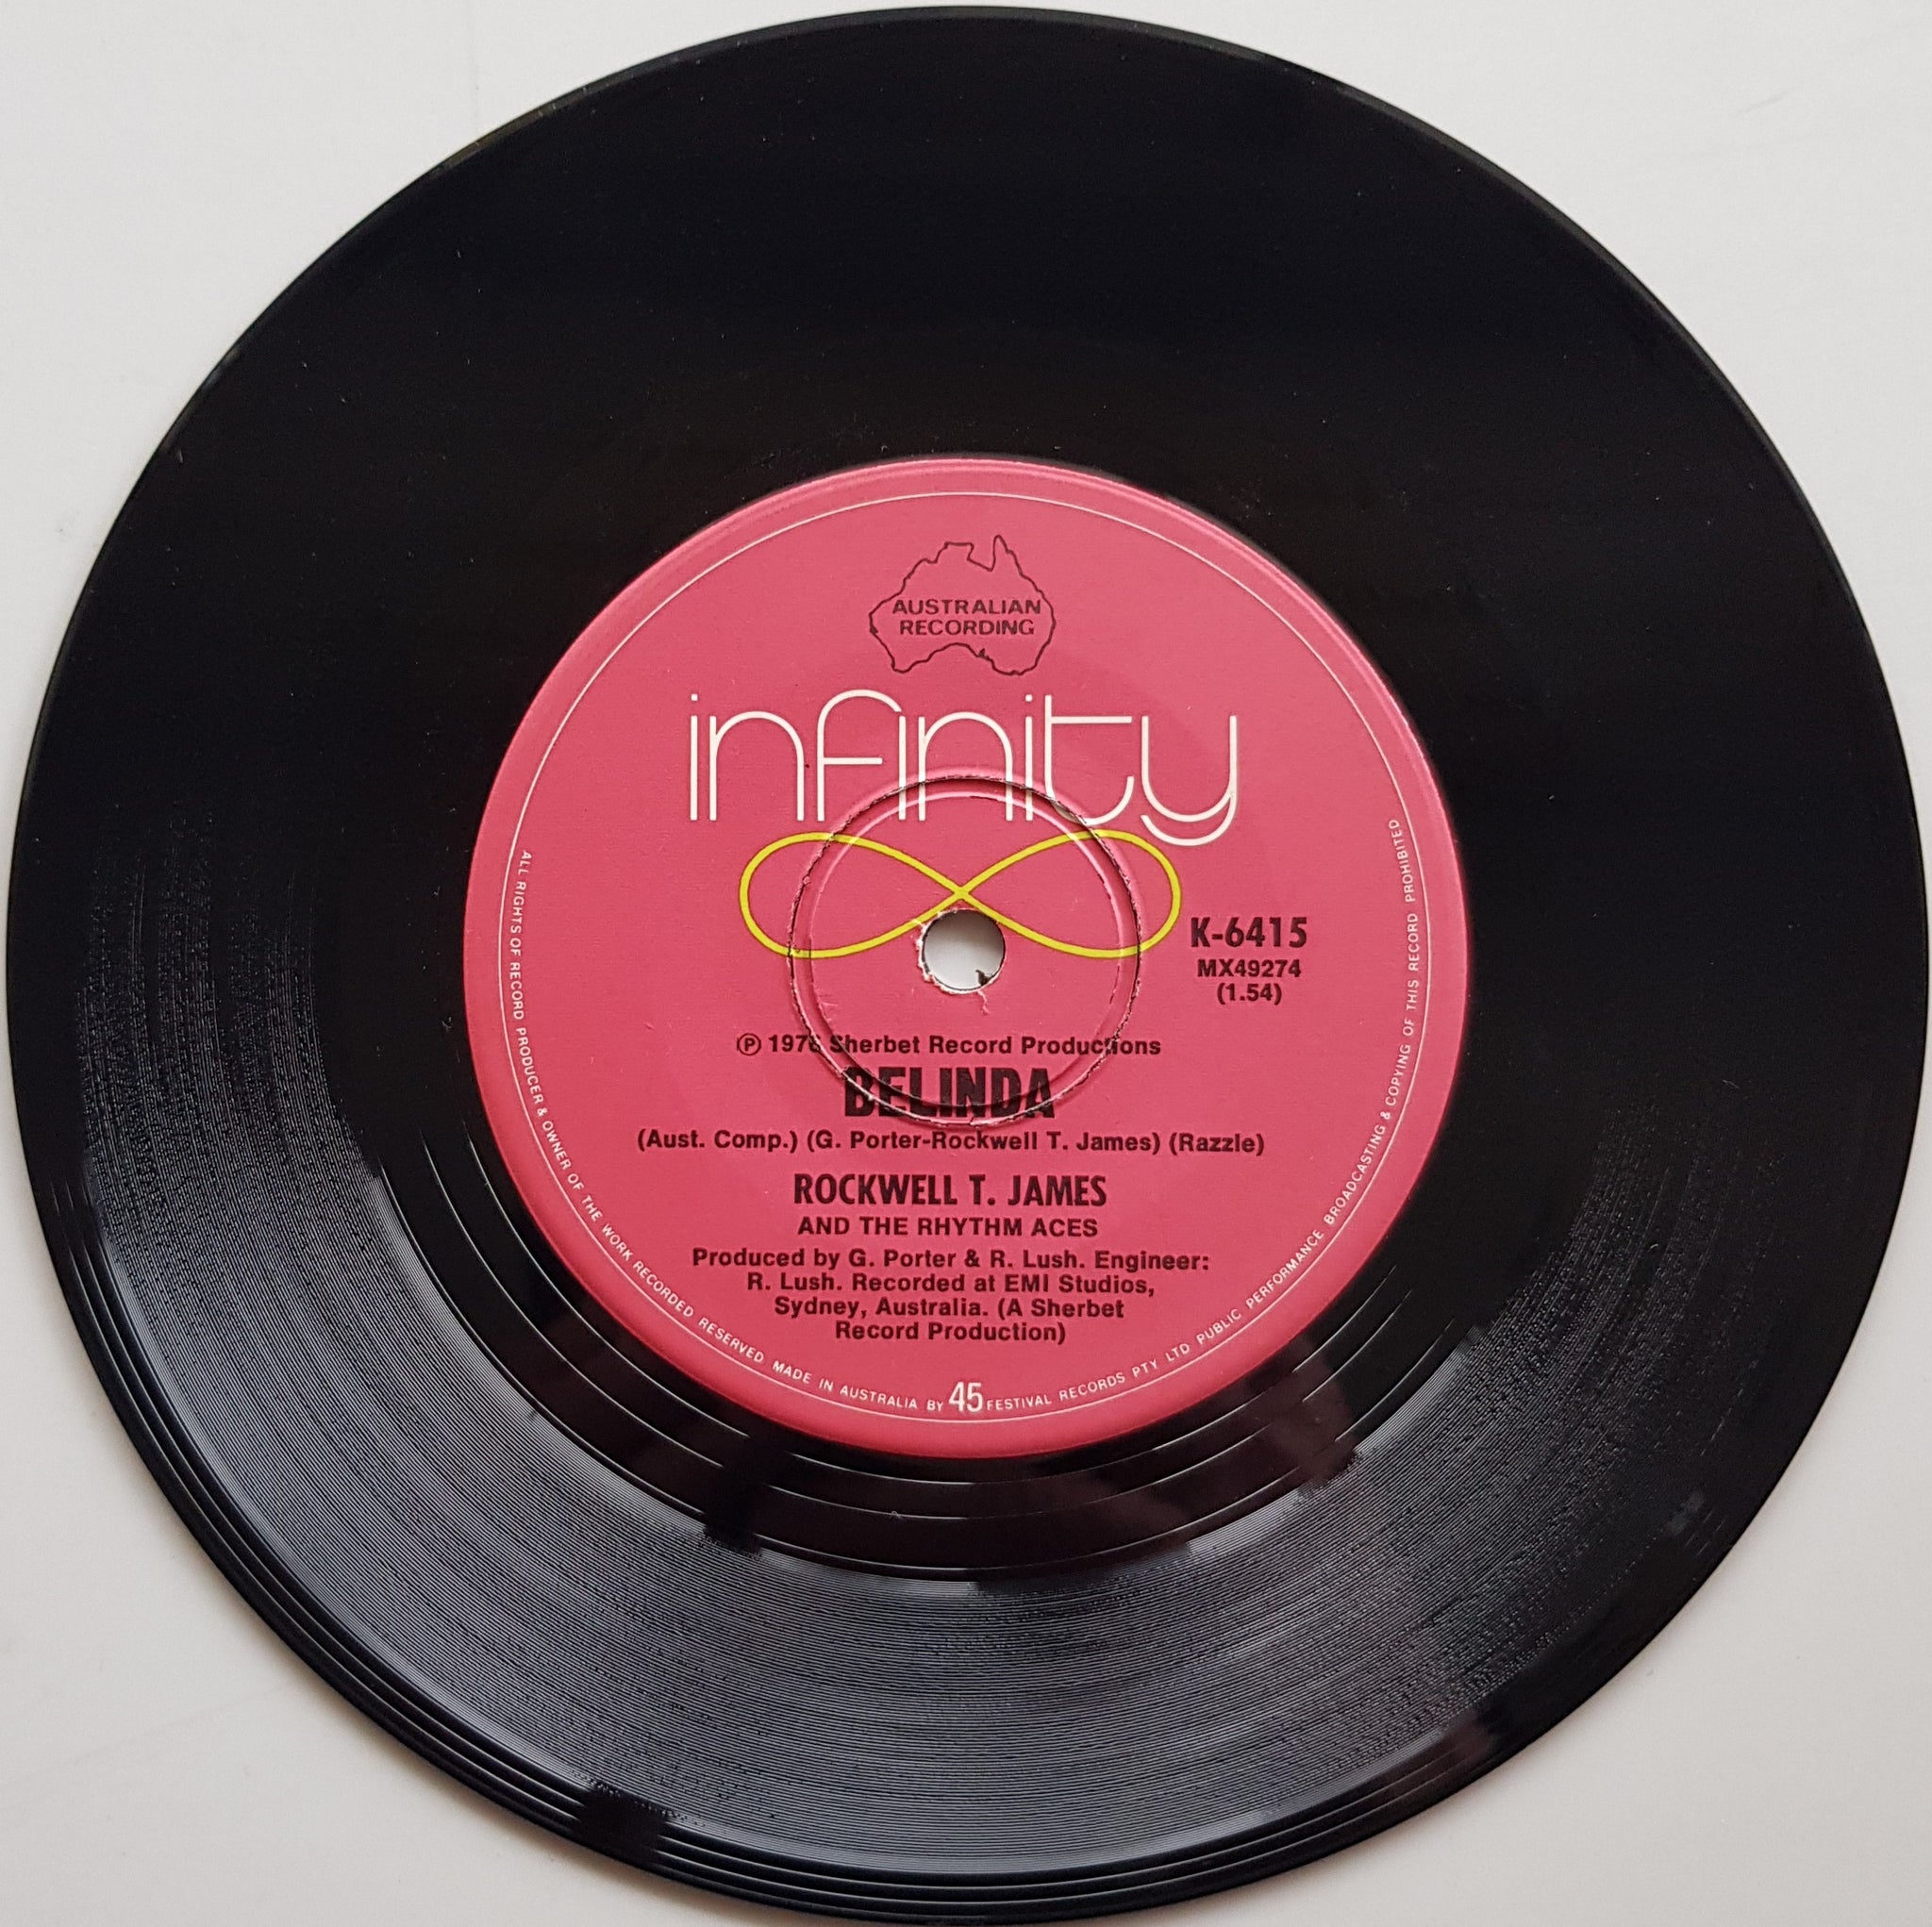 AUSTRALIAN
RECORDING
infinity
K-6415
MX49274
(1.54)
℗ 1976 Sherbet Record Productions
BELINDA
(Aust. Comp.) (G. Porter-Rockwell T. James) (Razzle)
ROCKWELL T. JAMES
AND THE RHYTHM ACES
Produced by G. Porter & R. Lush. Engineer:
R. Lush. Recorded at EMI Studios,
Sydney, Australia. (A Sherbet
Record Production)
ALL RIGHTS OF RECORD PRODUCER & OWNER OF THE WORK RECORDED RESERVED MADE IN AUSTRALIA BY 45 FESTIVAL RECORDS PTY LTD PUBLIC PERFORMANCE BROADCASTING & COPYING OF THIS RECORD PROHIBITED